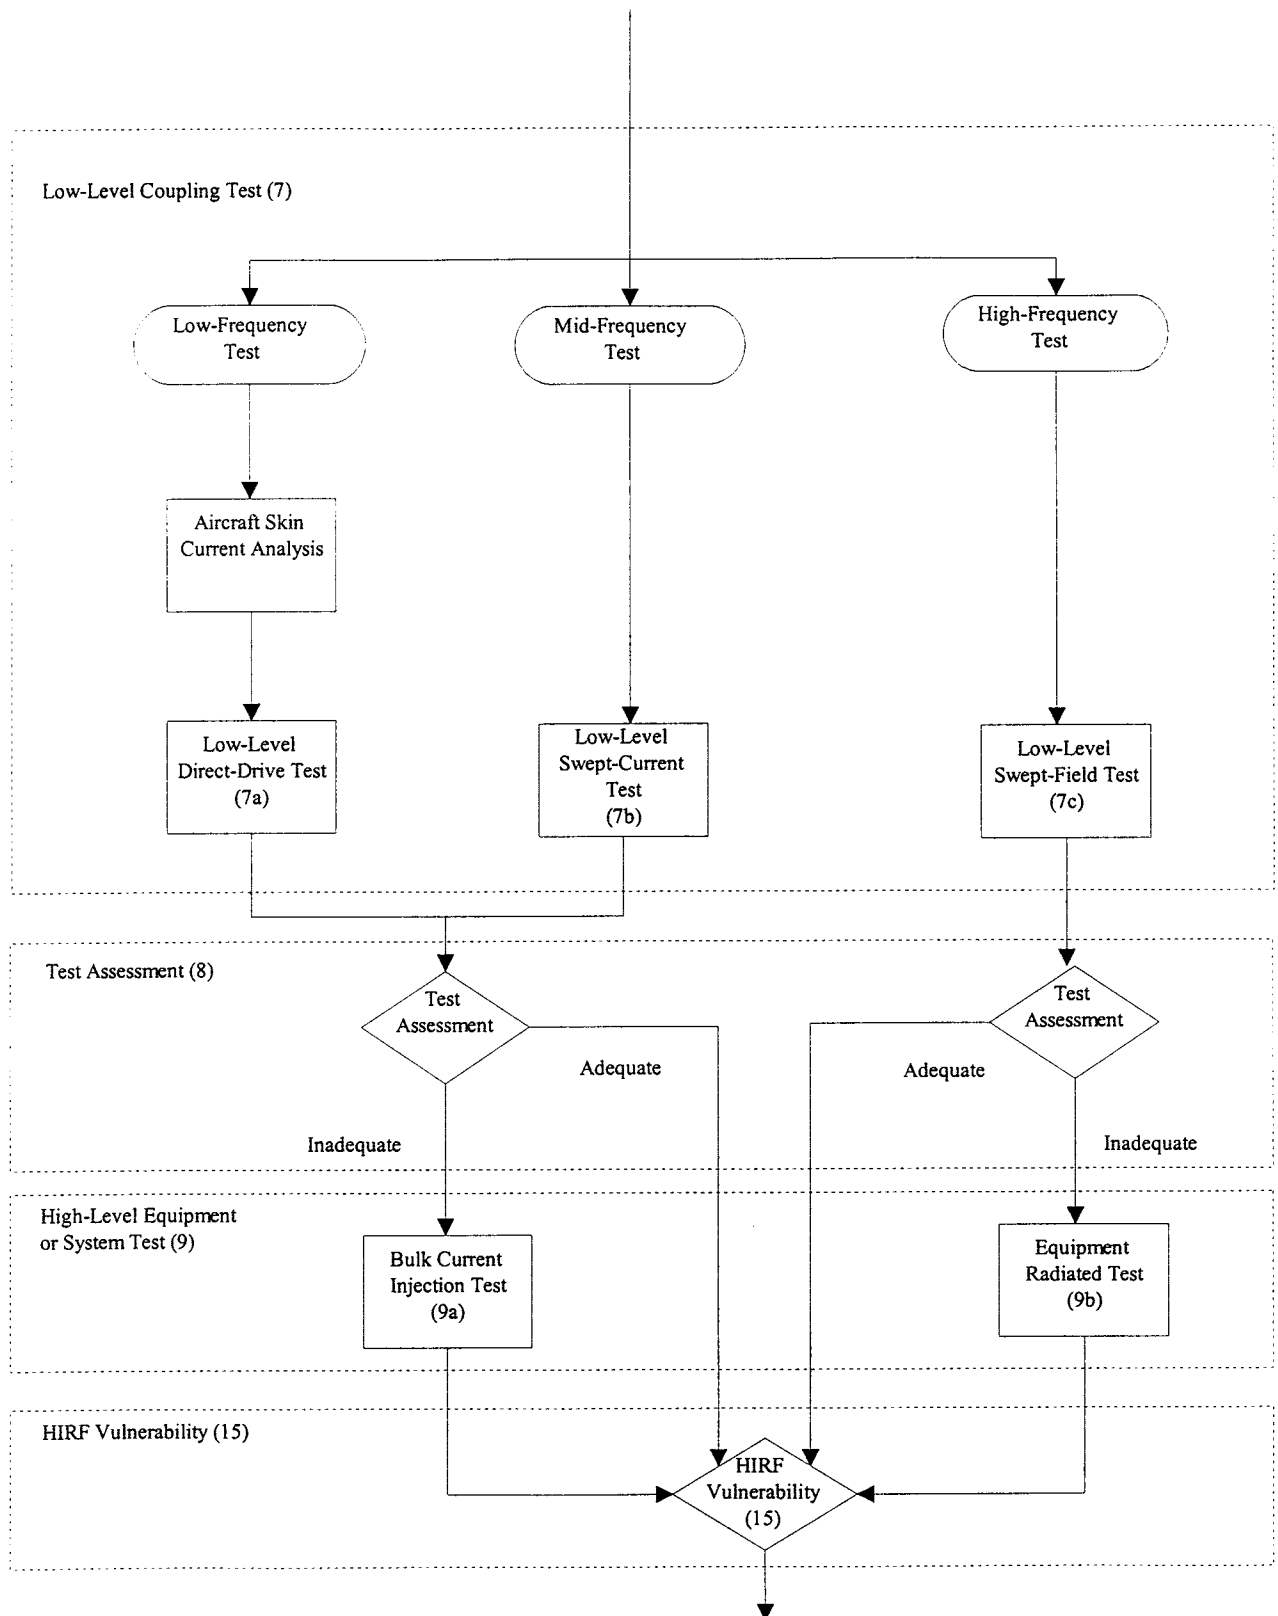 Low-Level Coupling Test (7)
Low-Frequency
Test
Mid-Frequency
Test
High-Frequency
Test
Aircraft Skin
Current Analysis
Low-Level
Direct-Drive Test
(7a)
Low-Level
Swept-Current
Test
(7b)
Low-Level
Swept-Field Test
(7c)
Test Assessment (8)
Test
Assessment
Test
Assessment
Adequate
Adequate
Inadequate
Inadequate
High-Level Equipment
or System Test (9)
Bulk Current
Injection Test
(9a)
Equipment
Radiated Test
(9b)
HIRF Vulnerability (15)
HIRF
Vulnerability
(15)